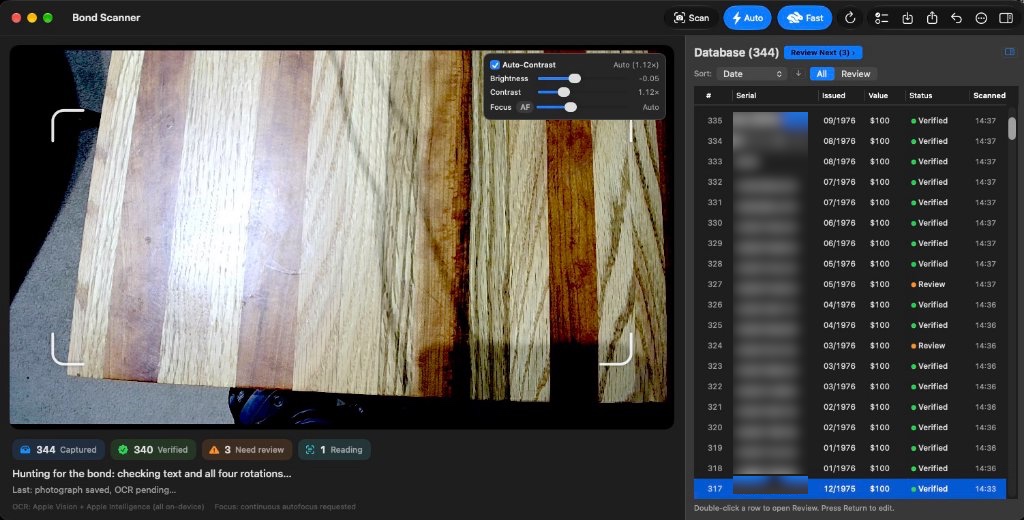 Bond Scanner
Scan
Auto
Fast
Auto-Contrast
Auto (1.12×)
Brightness
-0.05
Contrast
1.12×
Focus
AF
Auto
344 Captured
340 Verified
3 Need review
1 Reading
Hunting for the bond: checking text and all four rotations...
Last: photograph saved, OCR pending...
OCR: Apple Vision + Apple Intelligence (all on-device)
Focus: continuous autofocus requested
Database (344)
Review Next (3)
Sort:
Date
All
Review
# Serial Issued Value Status Scanned
335 09/1976 $100 Verified 14:37
334 08/1976 $100 Verified 14:37
333 08/1976 $100 Verified 14:37
332 07/1976 $100 Verified 14:37
331 07/1976 $100 Verified 14:37
330 06/1976 $100 Verified 14:37
329 06/1976 $100 Verified 14:37
328 05/1976 $100 Verified 14:37
327 05/1976 $100 Review 14:37
326 04/1976 $100 Verified 14:36
325 04/1976 $100 Verified 14:36
324 03/1976 $100 Review 14:36
323 03/1976 $100 Verified 14:36
322 03/1976 $100 Verified 14:36
321 02/1976 $100 Verified 14:36
320 02/1976 $100 Verified 14:36
319 01/1976 $100 Verified 14:36
318 01/1976 $100 Verified 14:36
317 12/1975 $100 Verified 14:33
Double-click a row to open Review. Press Return to edit.